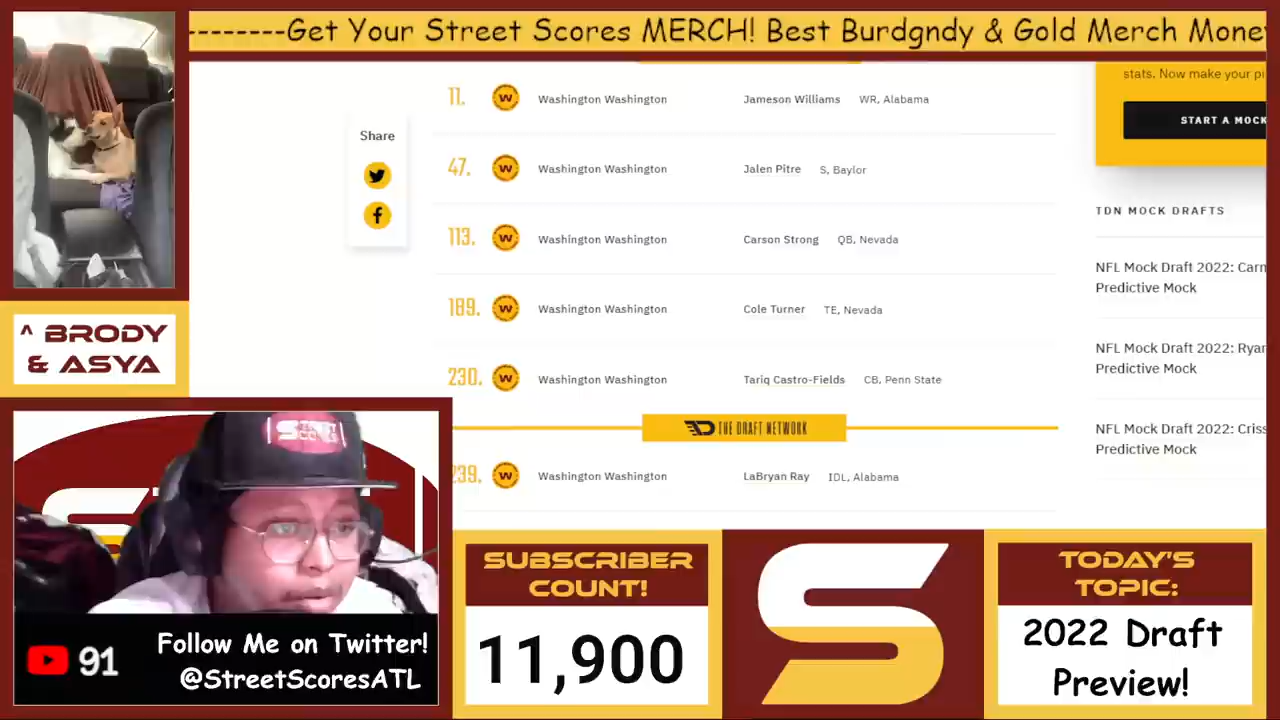 --------Get Your Street Scores MERCH! Best Burdgndy & Gold Merch Mone
11. W Washington Washington Jameson Williams WR, Alabama
47. W Washington Washington Jalen Pitre S, Baylor
113. W Washington Washington Carson Strong QB, Nevada
189. W Washington Washington Cole Turner TE, Nevada
230. W Washington Washington Tariq Castro-Fields CB, Penn State
THE DRAFT NETWORK
239. W Washington Washington LaBryan Ray IDL, Alabama
Share
stats. Now make your pi
START A MOCK
TDN MOCK DRAFTS
NFL Mock Draft 2022: Carn
Predictive Mock
NFL Mock Draft 2022: Ryan
Predictive Mock
NFL Mock Draft 2022: Criss
Predictive Mock
^ BRODY
& ASYA
STREET
SCORES
91
Follow Me on Twitter!
@StreetScoresATL
SUBSCRIBER
COUNT!
11,900
S
TODAY'S
TOPIC:
2022 Draft
Preview!